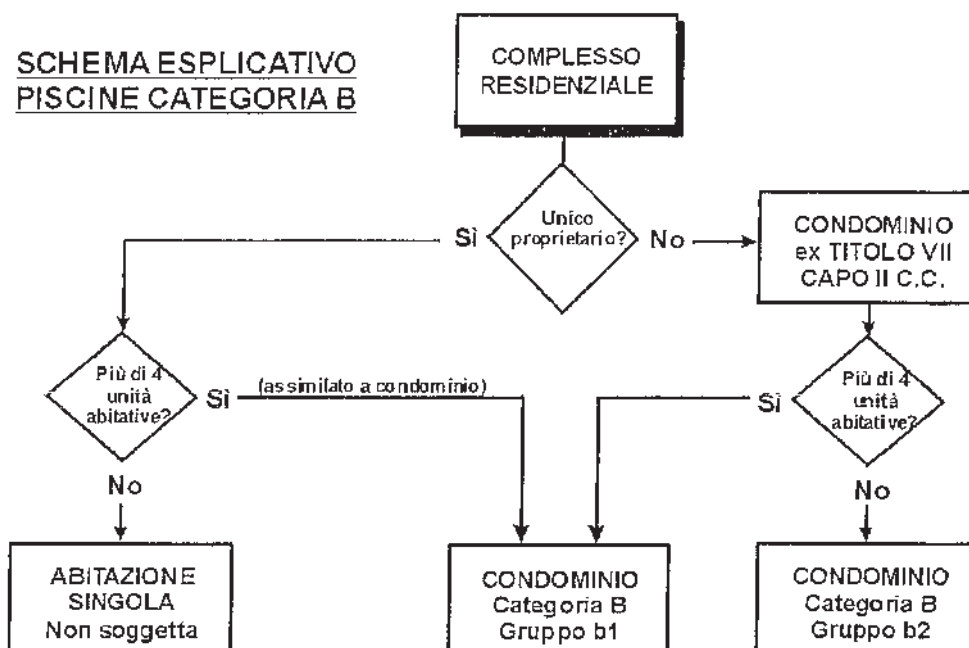 SCHEMA ESPLICATIVO
PISCINE CATEGORIA B
COMPLESSO
RESIDENZIALE
Unico
proprietario?
Sì
No
CONDOMINIO
ex TITOLO VII
CAPO II C.C.
Più di 4
unità
abitative?
Sì
(assimilato a condominio)
Più di 4
unità
abitative?
Sì
No
No
ABITAZIONE
SINGOLA
Non soggetta
CONDOMINIO
Categoria B
Gruppo b1
CONDOMINIO
Categoria B
Gruppo b2